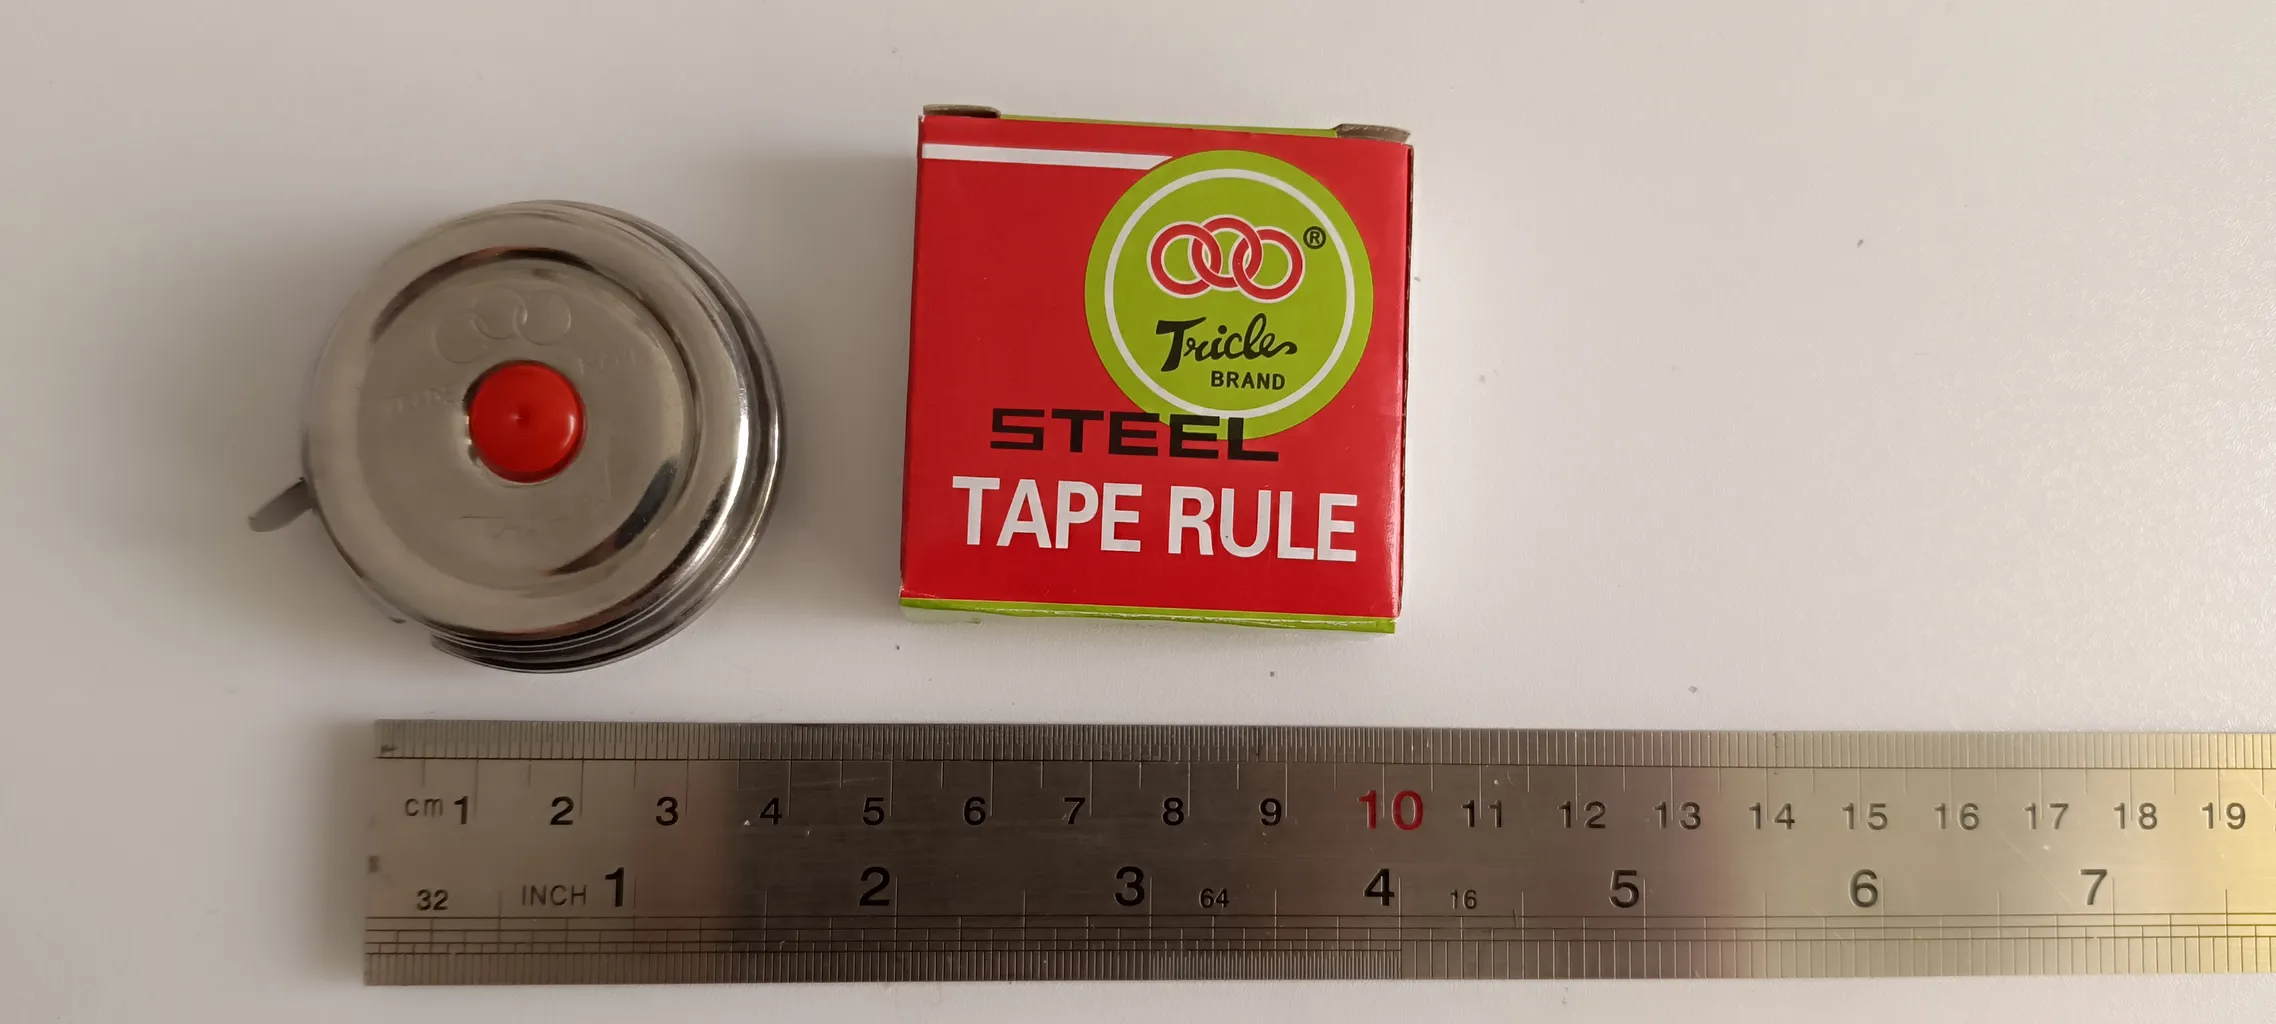 ®
Tricles
BRAND
STEEL
TAPE RULE
cm 1 2 3 4 5 6 7 8 9 10 11 12 13 14 15 16 17 18 19
32 INCH 1 2 3 64 4 16 5 6 7